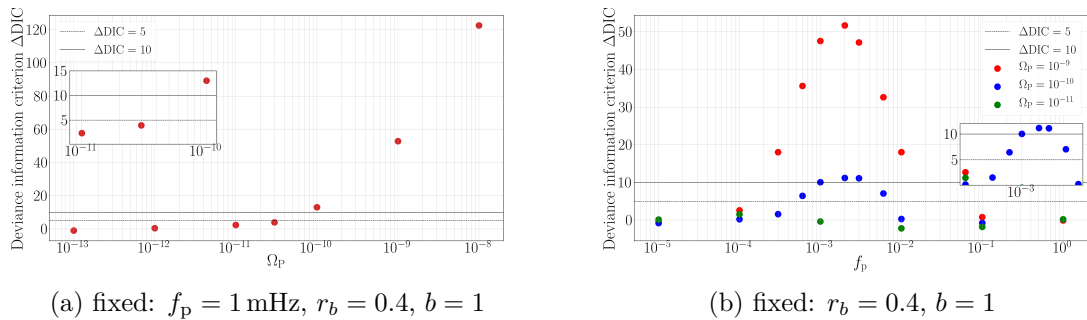 Deviance information criterion ΔDIC
120
100
80
60
40
20
0
ΔDIC = 5
ΔDIC = 10
15
10
5
10⁻¹¹
10⁻¹⁰
10⁻¹³
10⁻¹²
10⁻¹¹
10⁻¹⁰
10⁻⁹
10⁻⁸
Ω_P
(a) fixed: f_p = 1 mHz, r_b = 0.4, b = 1
Deviance information criterion ΔDIC
50
40
30
20
10
0
ΔDIC = 5
ΔDIC = 10
Ω_P = 10⁻⁹
Ω_P = 10⁻¹⁰
Ω_P = 10⁻¹¹
10
5
10⁻³
10⁻⁵
10⁻⁴
10⁻³
10⁻²
10⁻¹
10⁰
f_p
(b) fixed: r_b = 0.4, b = 1